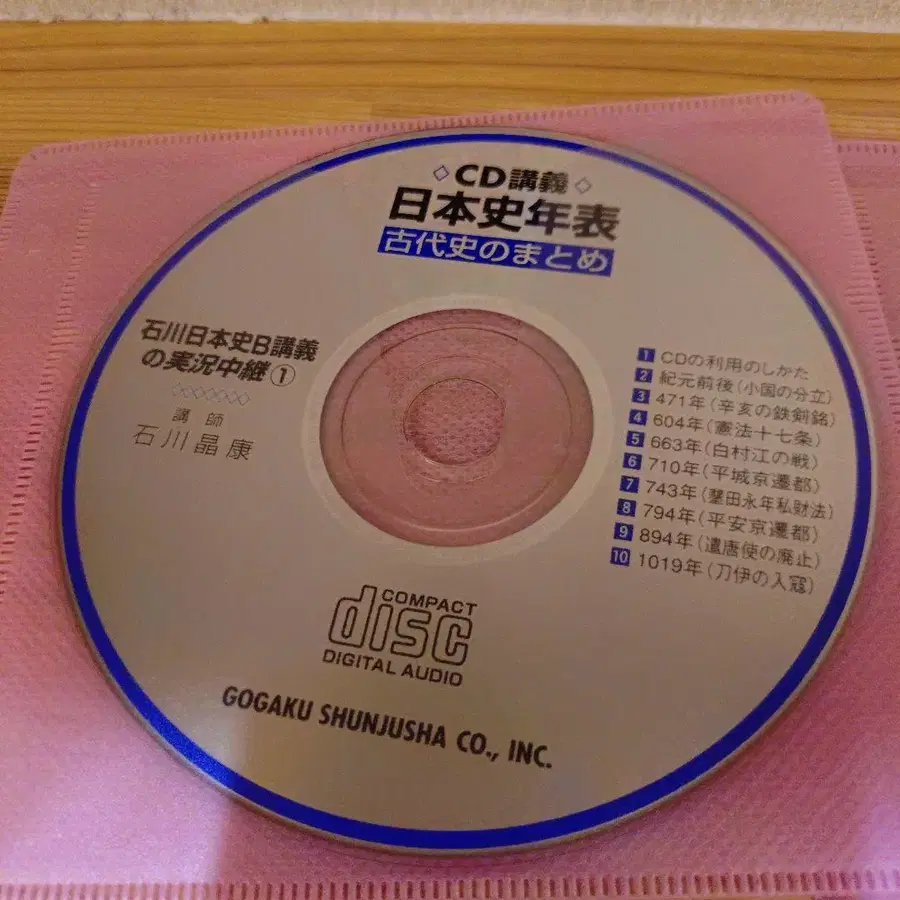 ◇CD講義◇
日本史年表
古代史のまとめ
石川日本史B講義
の実況中継①
講師
石川晶康
1 CDの利用のしかた
2 紀元前後(小国の分立)
3 471年(辛亥の鉄剣銘)
4 604年(憲法十七条)
5 663年(白村江の戦)
6 710年(平城京遷都)
7 743年(墾田永年私財法)
8 794年(平安京遷都)
9 894年(遣唐使の廃止)
10 1019年(刀伊の入寇)
COMPACT
disc
DIGITAL AUDIO
GOGAKU SHUNJUSHA CO., INC.